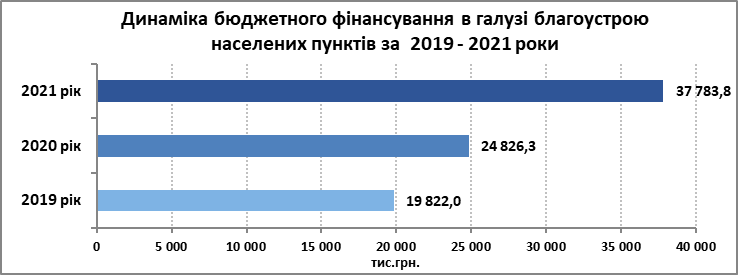 Динаміка бюджетного фінансування в галузі благоустрою
населених пунктів за 2019 - 2021 роки
2021 рік
37 783,8
2020 рік
24 826,3
2019 рік
19 822,0
0 5 000 10 000 15 000 20 000 25 000 30 000 35 000 40 000
тис.грн.